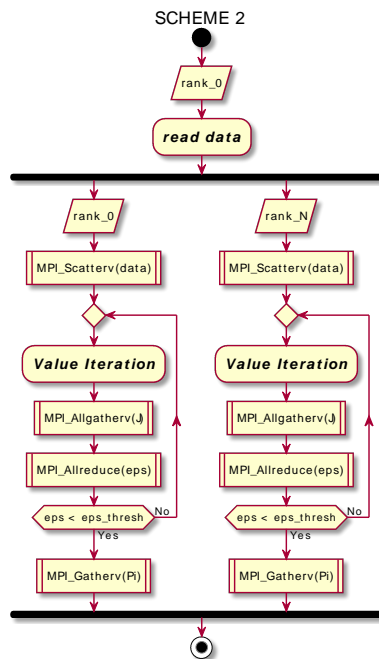 SCHEME 2
rank_0
read data
rank_0
rank_N
MPI_Scatterv(data)
MPI_Scatterv(data)
Value Iteration
Value Iteration
MPI_Allgatherv(J)
MPI_Allgatherv(J)
MPI_Allreduce(eps)
MPI_Allreduce(eps)
eps < eps_thresh
No
eps < eps_thresh
No
Yes
Yes
MPI_Gatherv(Pi)
MPI_Gatherv(Pi)